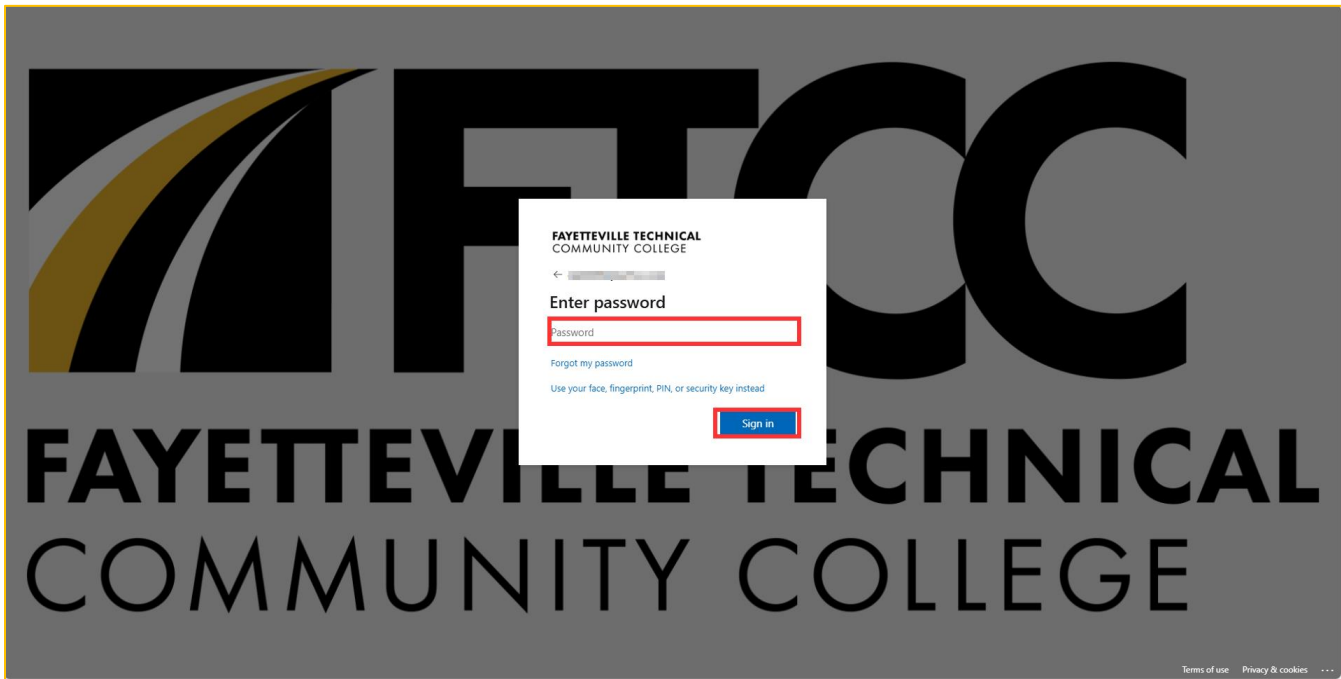 FTCC
FAYETTEVILLE TECHNICAL
COMMUNITY COLLEGE
FAYETTEVILLE TECHNICAL
COMMUNITY COLLEGE
Enter password
Password
Forgot my password
Use your face, fingerprint, PIN, or security key instead
Sign in
Terms of use Privacy & cookies ...